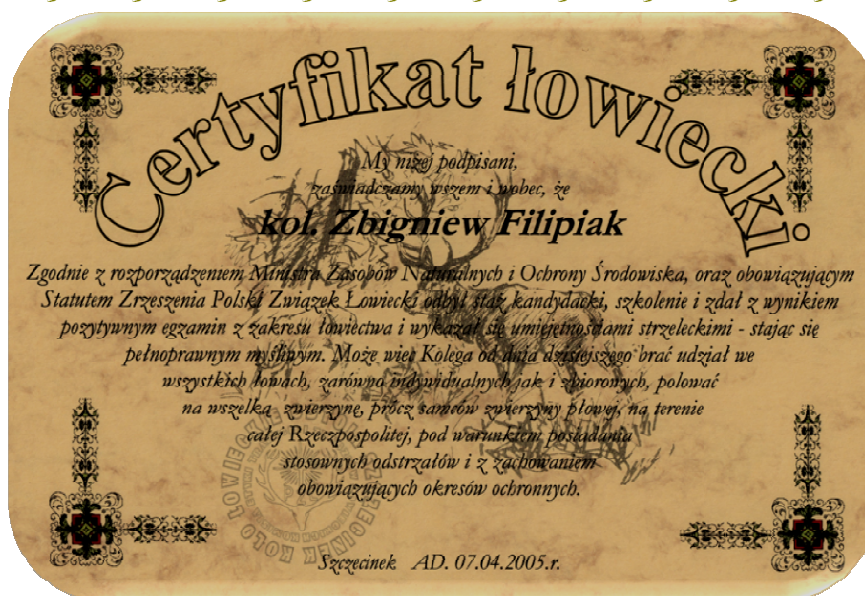 Certyfikat łowiecki
My niżej podpisani,
zaświadczamy wszem i wobec, że
kol. Zbigniew Filipiak
Zgodnie z rozporządzeniem Ministra Zasobów Naturalnych i Ochrony Środowiska, oraz obowiązującym
Statutem Zrzeszenia Polski Związek Łowiecki odbył staż kandydacki, szkolenie i zdał z wynikiem
pozytywnym egzamin z zakresu łowiectwa i wykazał się umiejętnościami strzeleckimi - stając się
pełnoprawnym myśliwym. Może więc Kolega od dnia dzisiejszego brać udział we
wszystkich łowach, zarówno indywidualnych jak i zbioronych, polować
na wszelką zwierzynę, prócz samców zwierzyny płowej, na terenie
całej Rzeczpospolitej, pod warunkiem posiadania
stosownych odstrzałów i z zachowaniem
obowiązujących okresów ochronnych.
KOŁO ŁOWIECKIE
SZCZECINEK
Szczecinek AD. 07.04.2005.r.